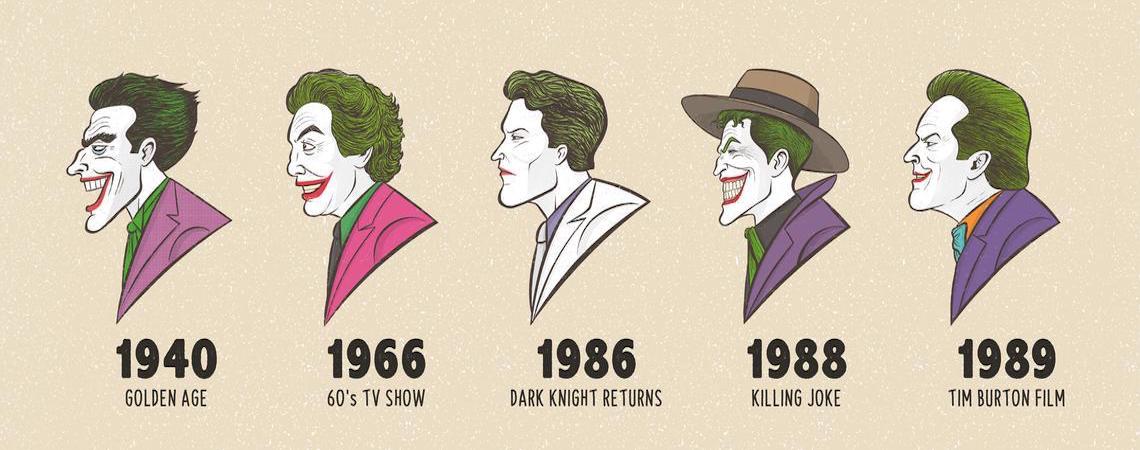 1940
GOLDEN AGE
1966
60's TV SHOW
1986
DARK KNIGHT RETURNS
1988
KILLING JOKE
1989
TIM BURTON FILM